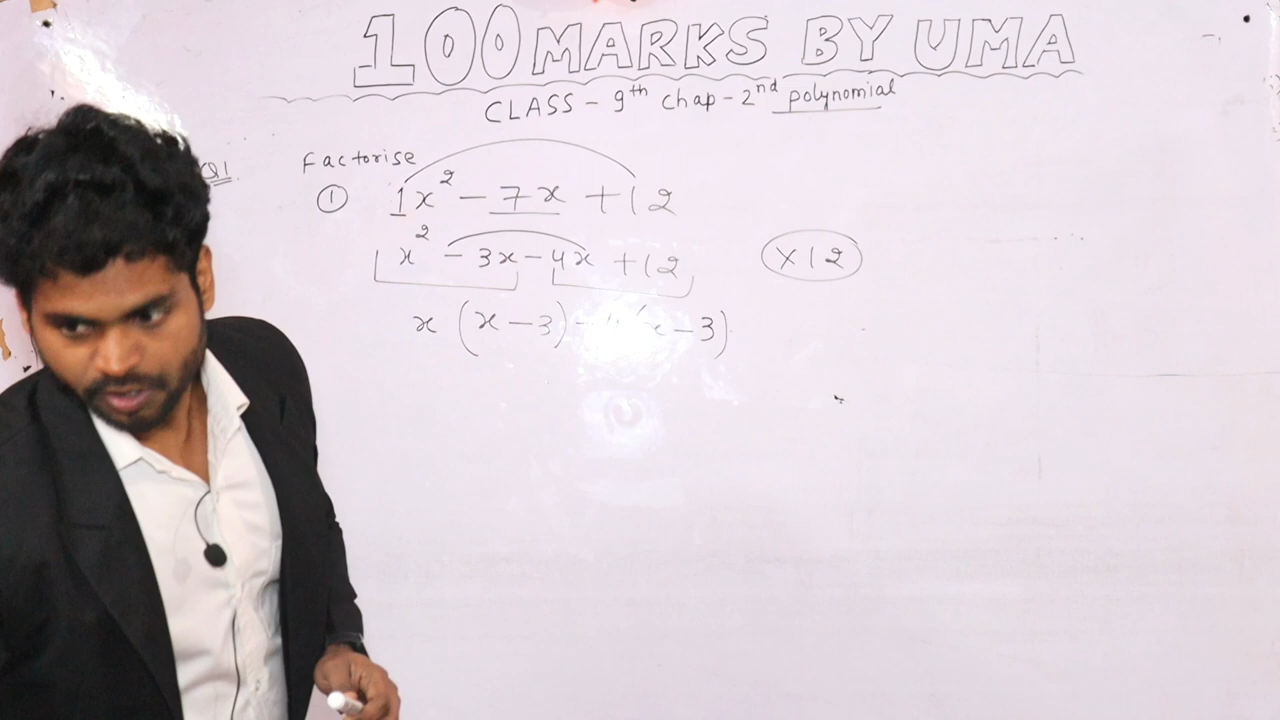 100 MARKS BY UMA
CLASS - 9th chap - 2nd polynomial
Q1. Factorise
① 1x² - 7x + 12
x² - 3x - 4x + 12
×12
x (x - 3) - x - 3)